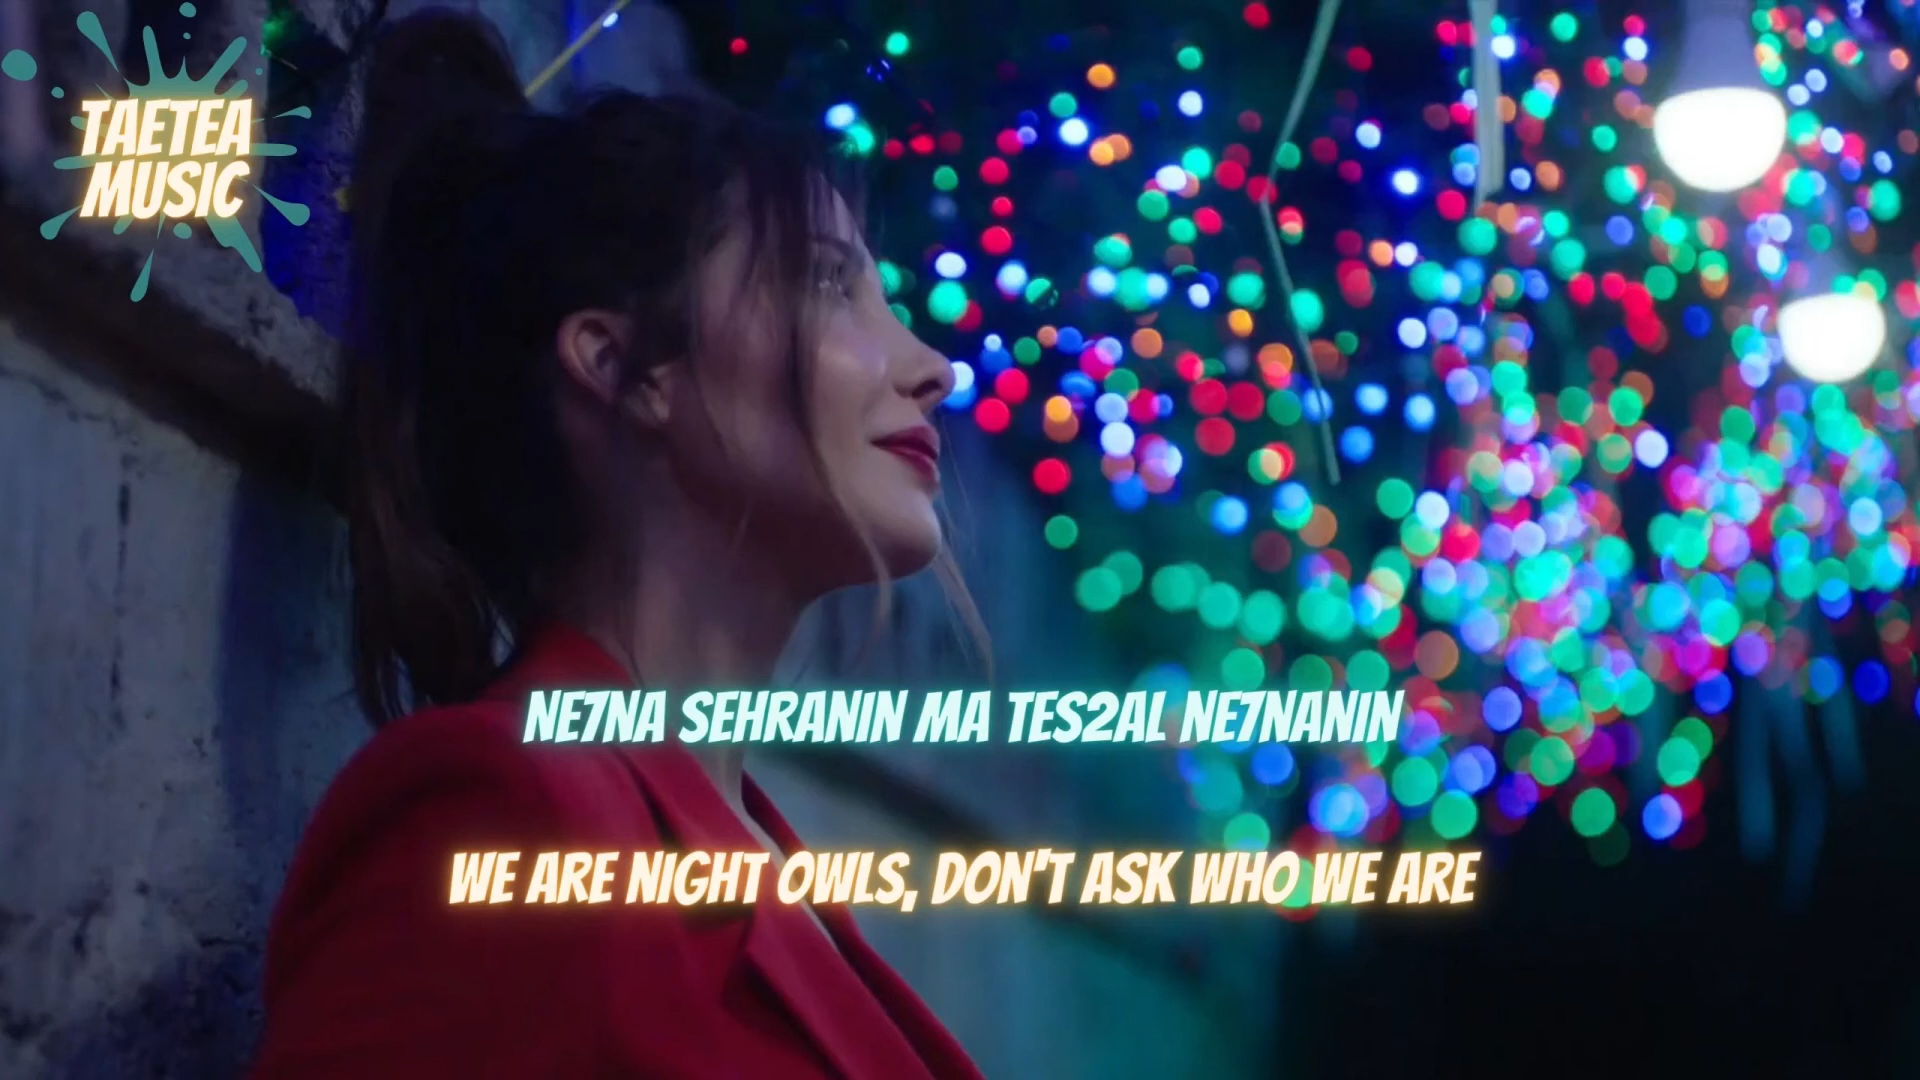 TAETEA
MUSIC
NE7NA SEHRANIN MA TES2AL NE7NANIN
WE ARE NIGHT OWLS, DON'T ASK WHO WE ARE